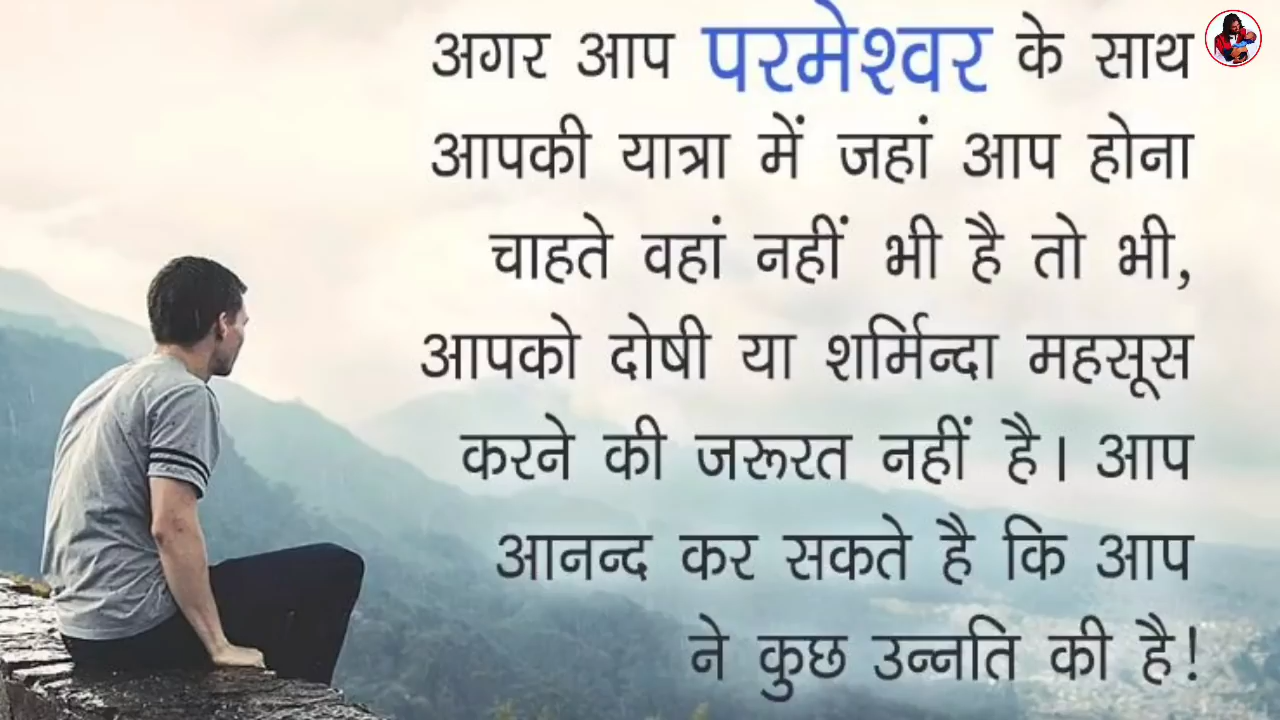 अगर आप परमेश्वर के साथ
आपकी यात्रा में जहां आप होना
चाहते वहां नहीं भी है तो भी,
आपको दोषी या शर्मिन्दा महसूस
करने की जरूरत नहीं है। आप
आनन्द कर सकते है कि आप
ने कुछ उन्नति की है!